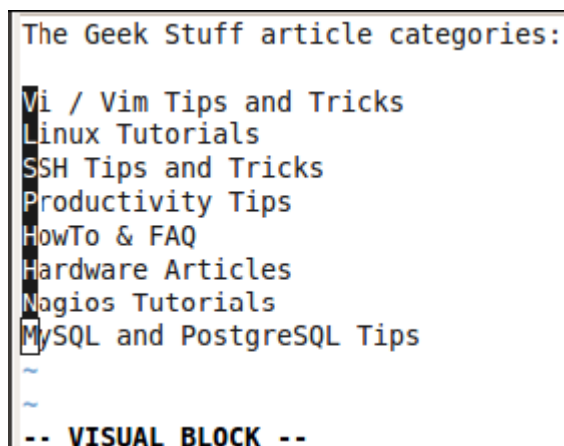 The Geek Stuff article categories:
Vi / Vim Tips and Tricks
Linux Tutorials
SSH Tips and Tricks
Productivity Tips
HowTo & FAQ
Hardware Articles
Nagios Tutorials
MySQL and PostgreSQL Tips
~
~
-- VISUAL BLOCK --